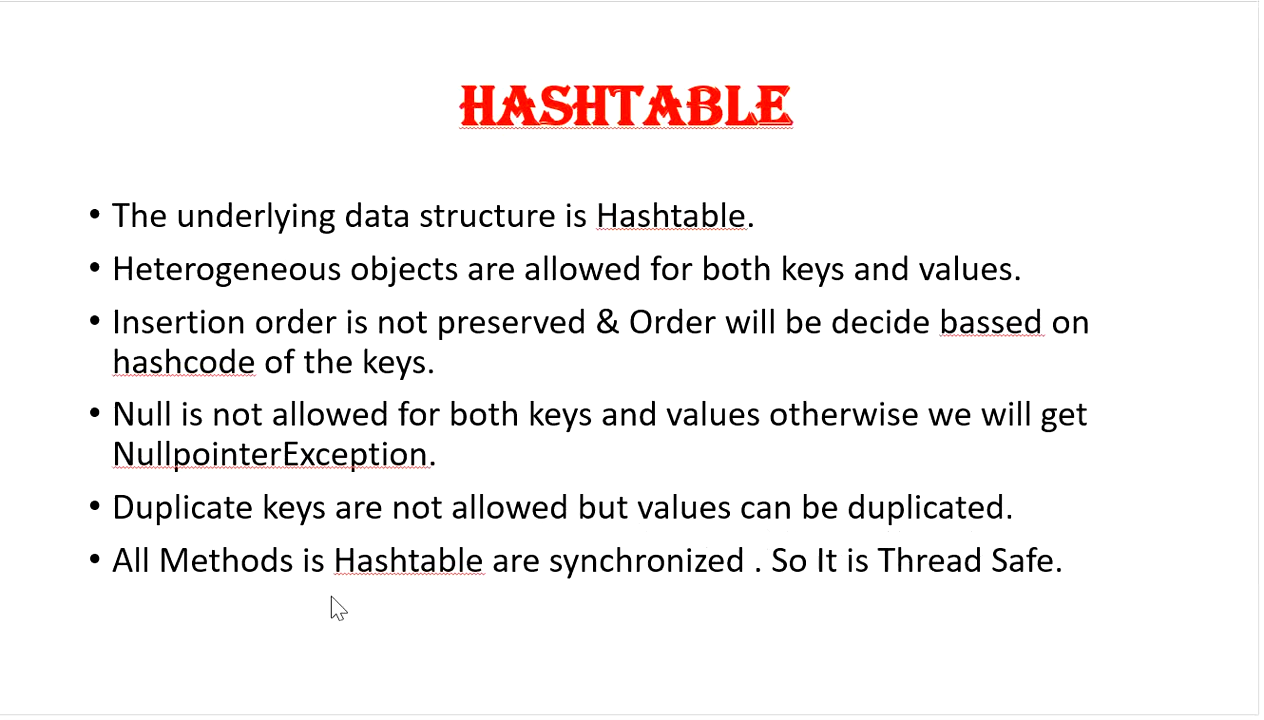 HASHTABLE
• The underlying data structure is Hashtable.
• Heterogeneous objects are allowed for both keys and values.
• Insertion order is not preserved & Order will be decide bassed on
hashcode of the keys.
• Null is not allowed for both keys and values otherwise we will get
NullpointerException.
• Duplicate keys are not allowed but values can be duplicated.
• All Methods is Hashtable are synchronized . So It is Thread Safe.